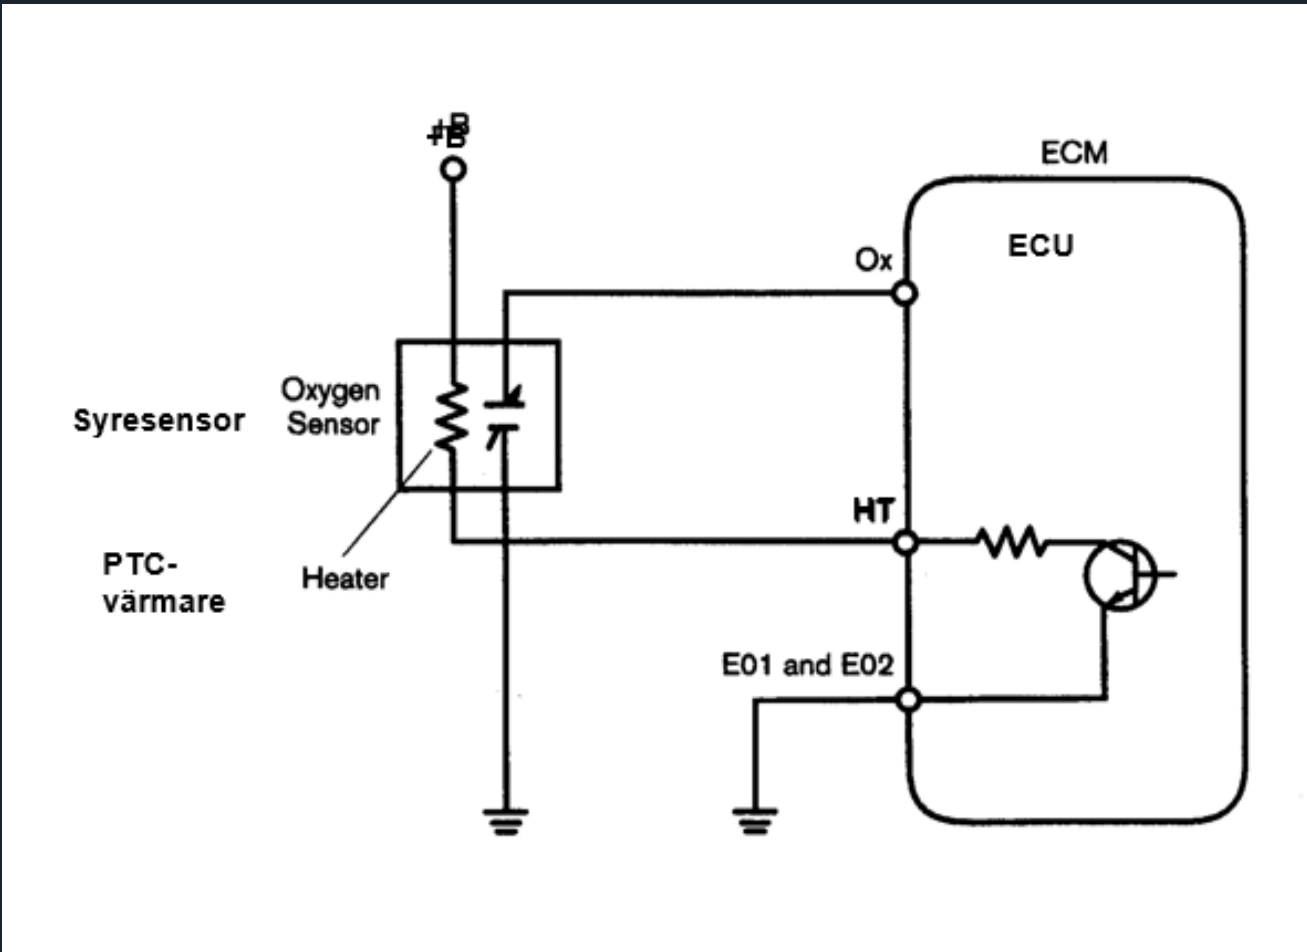 +B
+B
ECM
ECU
Ox
Oxygen
Sensor
Syresensor
HT
PTC-
värmare
Heater
E01 and E02